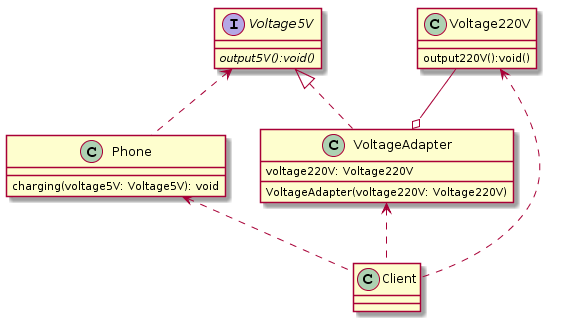 I Voltage5V
output5V():void()
C Voltage220V
output220V():void()
C Phone
charging(voltage5V: Voltage5V): void
C VoltageAdapter
voltage220V: Voltage220V
VoltageAdapter(voltage220V: Voltage220V)
C Client